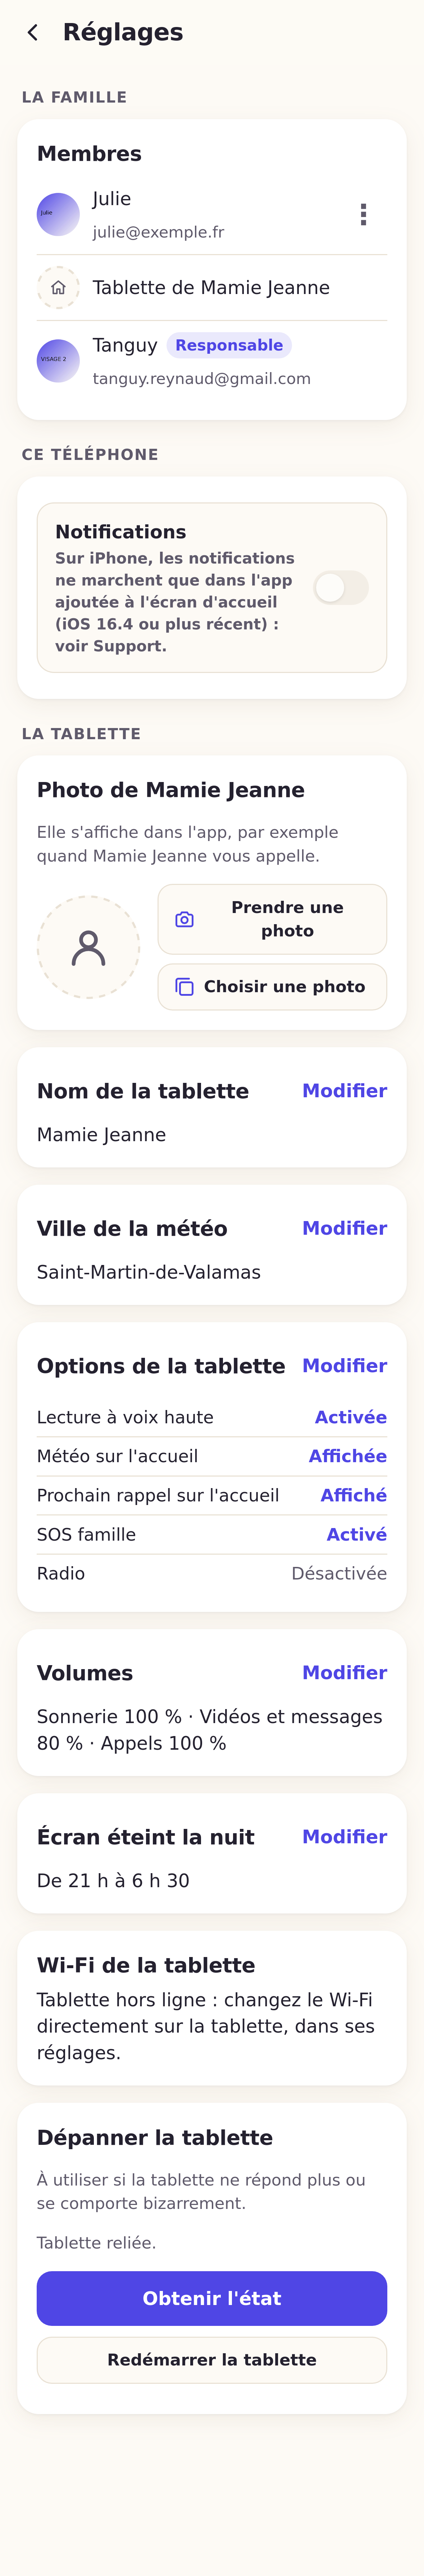 Réglages
LA FAMILLE
Membres
Julie
Julie
julie@exemple.fr
Tablette de Mamie Jeanne
VISAGE 2
Tanguy Responsable
tanguy.reynaud@gmail.com
CE TÉLÉPHONE
Notifications
Sur iPhone, les notifications
ne marchent que dans l'app
ajoutée à l'écran d'accueil
(iOS 16.4 ou plus récent) :
voir Support.
LA TABLETTE
Photo de Mamie Jeanne
Elle s'affiche dans l'app, par exemple
quand Mamie Jeanne vous appelle.
Prendre une
photo
Choisir une photo
Nom de la tablette Modifier
Mamie Jeanne
Ville de la météo Modifier
Saint-Martin-de-Valamas
Options de la tablette Modifier
Lecture à voix haute Activée
Météo sur l'accueil Affichée
Prochain rappel sur l'accueil Affiché
SOS famille Activé
Radio Désactivée
Volumes Modifier
Sonnerie 100 % · Vidéos et messages
80 % · Appels 100 %
Écran éteint la nuit Modifier
De 21 h à 6 h 30
Wi-Fi de la tablette
Tablette hors ligne : changez le Wi-Fi
directement sur la tablette, dans ses
réglages.
Dépanner la tablette
À utiliser si la tablette ne répond plus ou
se comporte bizarrement.
Tablette reliée.
Obtenir l'état
Redémarrer la tablette